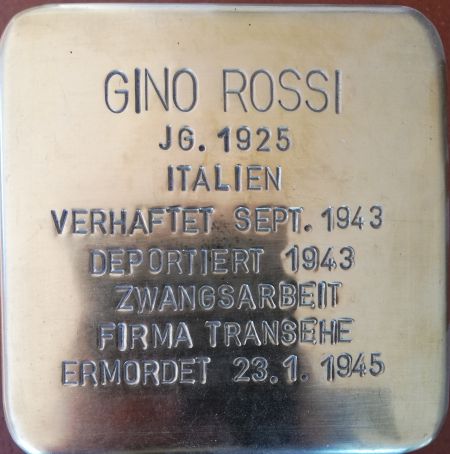 GINO ROSSI
JG. 1925
ITALIEN
VERHAFTET SEPT. 1943
DEPORTIERT 1943
ZWANGSARBEIT
FIRMA TRANSEHE
ERMORDET 23.1. 1945